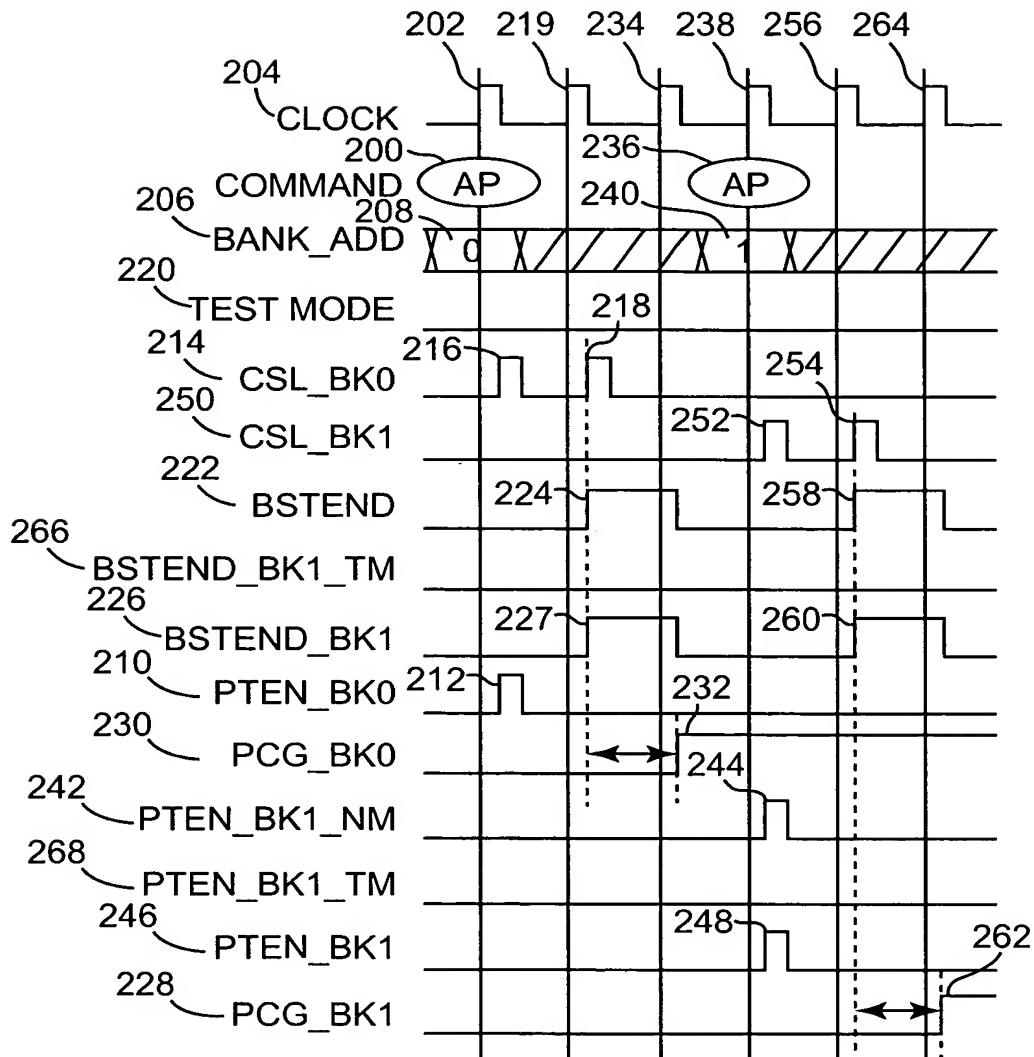 202 219 234 238 256 264
204 CLOCK
200 236
COMMAND AP AP
206 208 240
BANK_ADD 0 1
220
TEST MODE
218
214 216 254
CSL_BK0
250 252
CSL_BK1
222 224 258
BSTEND
266
BSTEND_BK1_TM
226 227 260
BSTEND_BK1
210 212
PTEN_BK0
230 232
PCG_BK0
242 244
PTEN_BK1_NM
268
PTEN_BK1_TM
246 248
PTEN_BK1
228 262
PCG_BK1